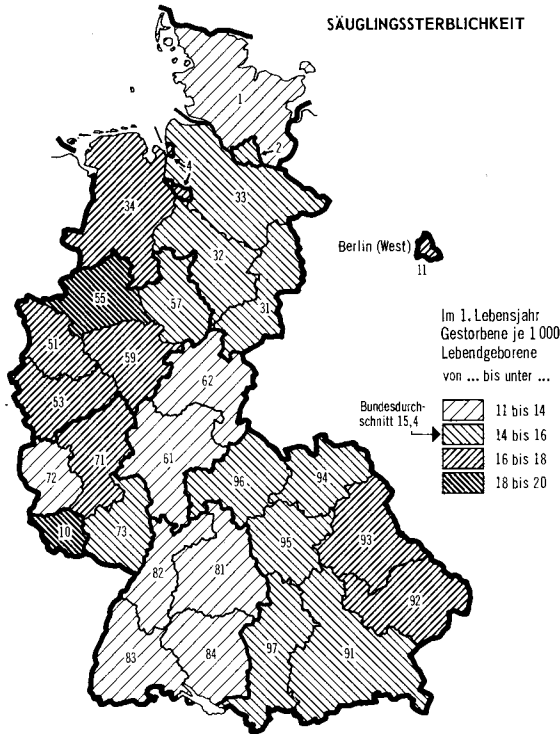 SÄUGLINGSSTERBLICHKEIT
1
2
4
33
34
32
Berlin (West)
11
55
57
31
51
59
Im 1. Lebensjahr
Gestorbene je 1 000
Lebendgeborene
von ... bis unter ...
62
53
Bundesdurch-
schnitt 15,4
11 bis 14
14 bis 16
16 bis 18
18 bis 20
71
61
72
96
94
10
73
95
93
82
81
92
83
84
97
91